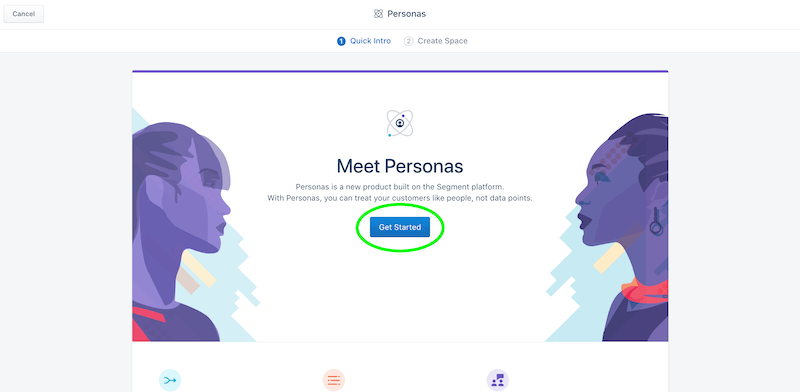 Cancel
Personas
1 Quick Intro 2 Create Space
Meet Personas
Personas is a new product built on the Segment platform.
With Personas, you can treat your customers like people, not data points.
Get Started